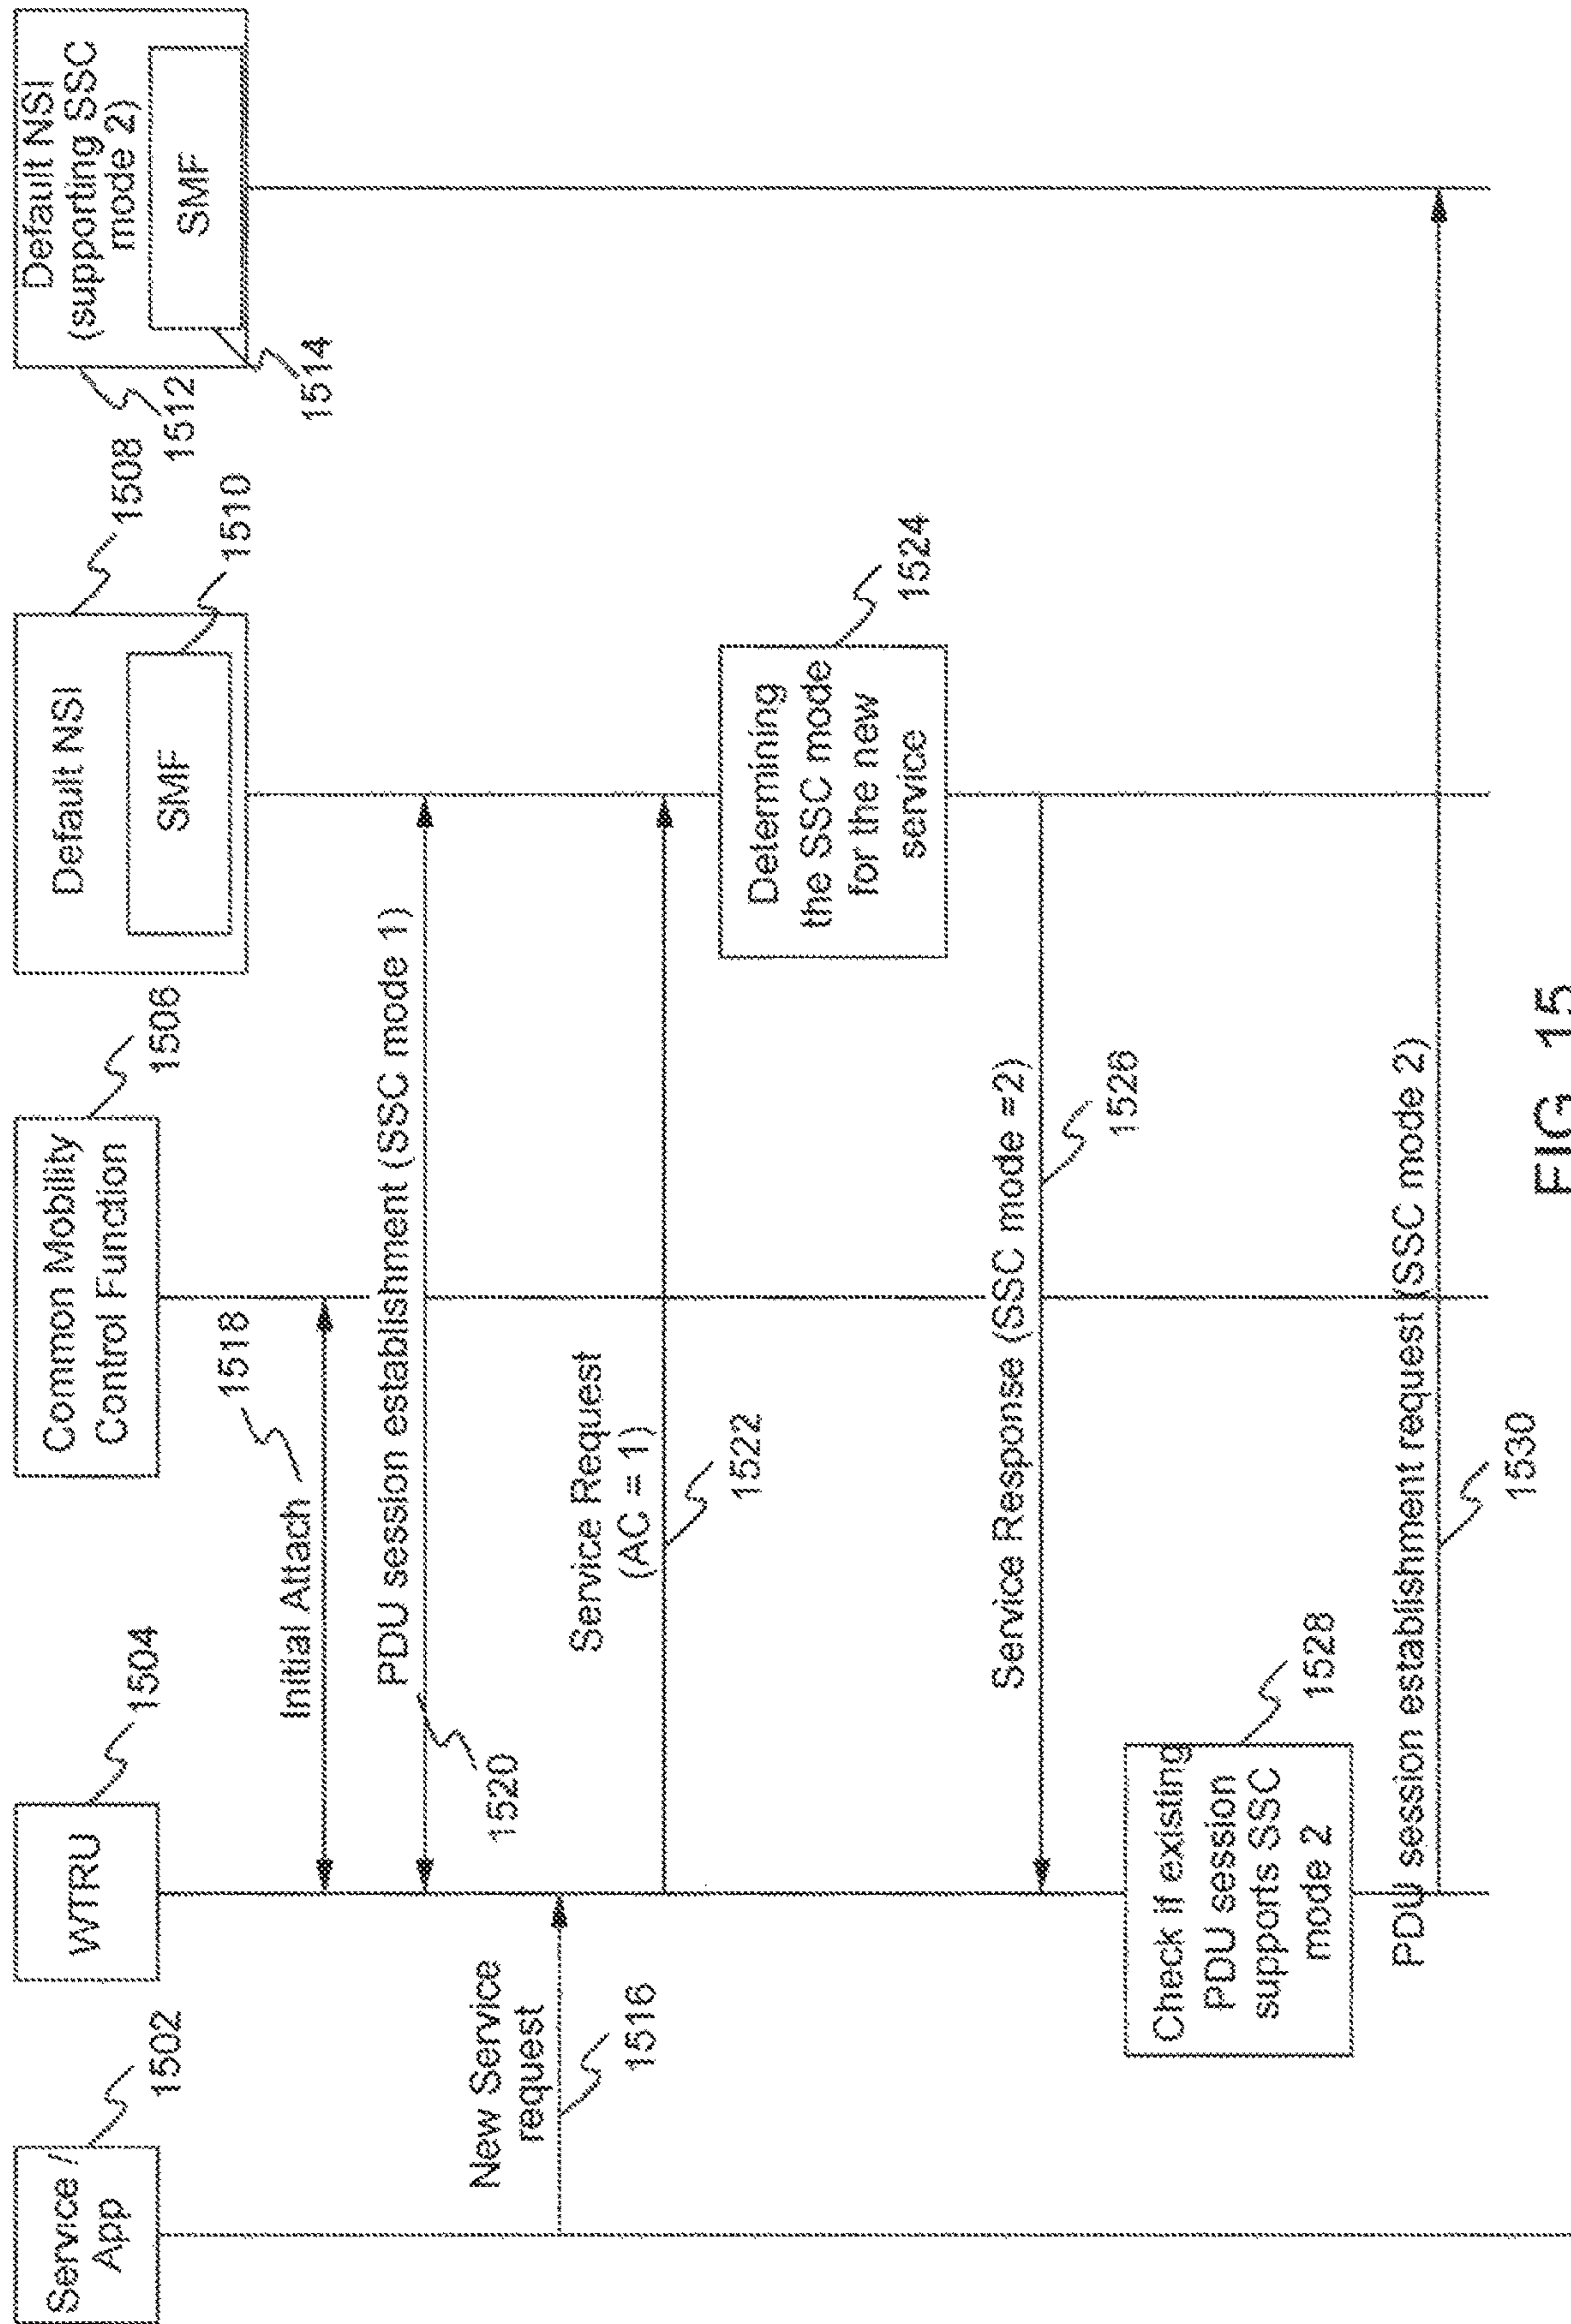 Service /
App
1502
WTRU
1504
Common Mobility
Control Function
1506
Default NSI
SMF
1508
1510
Default NSI
(supporting SSC
mode 2)
SMF
1512
1514
Initial Attach
1518
PDU session establishment (SSC mode 1)
1520
New Service
request
1516
Service Request
(AC = 1)
1522
Determining
the SSC mode
for the new
service
1524
Service Response (SSC mode =2)
1526
Check if existing
PDU session
supports SSC
mode 2
1528
PDU session establishment request (SSC mode 2)
1530
FIG. 15